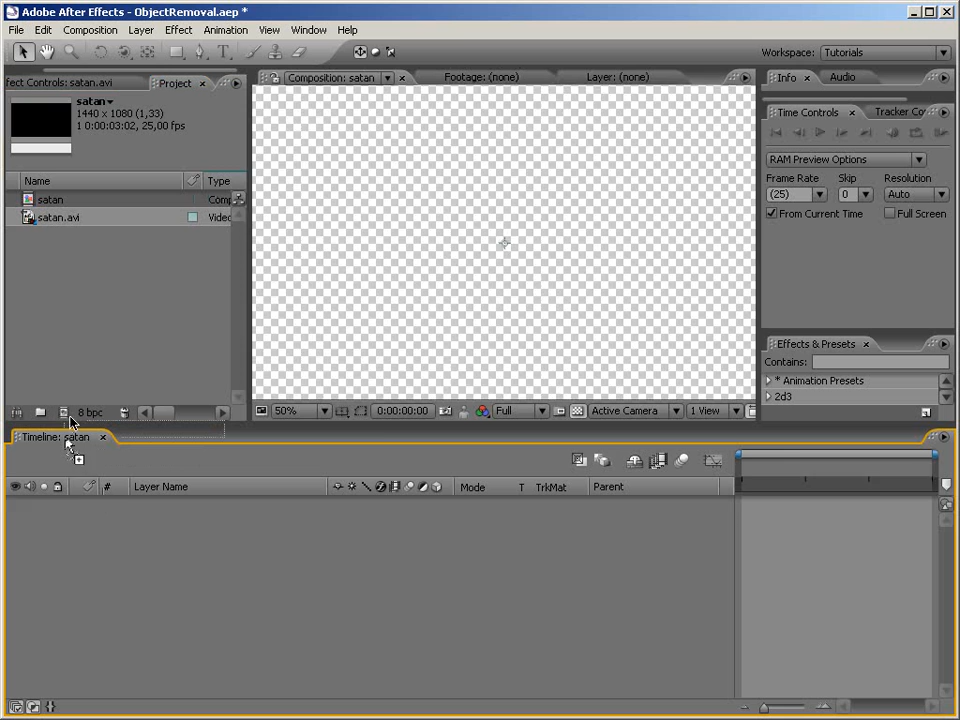 Adobe After Effects - ObjectRemoval.aep *
File Edit Composition Layer Effect Animation View Window Help
Workspace: Tutorials
fect Controls: satan.avi Project
Composition: satan Footage: (none) Layer: (none)
Info Audio
satan
1440 x 1080 (1,33)
1 0:00:03:02, 25,00 fps
Time Controls Tracker Co
RAM Preview Options
Frame Rate Skip Resolution
(25) 0 Auto
From Current Time Full Screen
Name Type
satan Comp
satan.avi Videc
Effects & Presets
Contains:
* Animation Presets
2d3
8 bpc
50% 0:00:00:00 Full Active Camera 1 View
Timeline: satan
# Layer Name Mode T TrkMat Parent